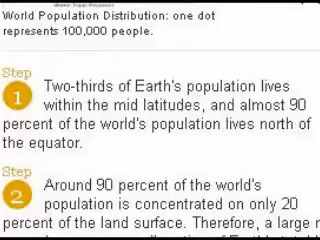 World Population Distribution: one dot
represents 100,000 people.
Step
1
Two-thirds of Earth's population lives
within the mid latitudes, and almost 90
percent of the world's population lives north of
the equator.
Step
2
Around 90 percent of the world's
population is concentrated on only 20
percent of the land surface. Therefore, a large